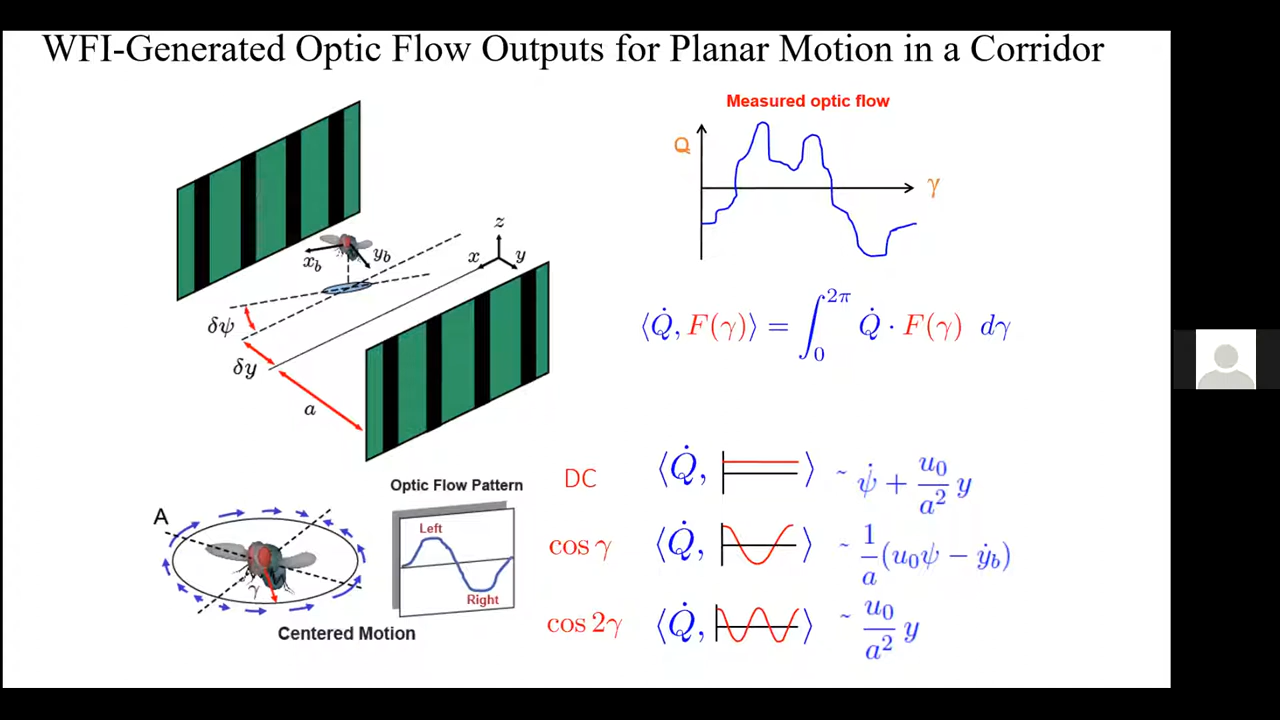 WFI-Generated Optic Flow Outputs for Planar Motion in a Corridor
Measured optic flow
Q
γ
z
x
y
x_b
y_b
δψ
δy
a
⟨Q̇, F(γ)⟩ = ∫₀^{2π} Q̇ · F(γ) dγ
A
γ
Centered Motion
Optic Flow Pattern
Left
Right
DC
⟨Q̇, ⟩ ~ ψ̇ + u₀/a² y
cos γ
⟨Q̇, ⟩ ~ 1/a (u₀ψ − ẏ_b)
cos 2γ
⟨Q̇, ⟩ ~ u₀/a² y